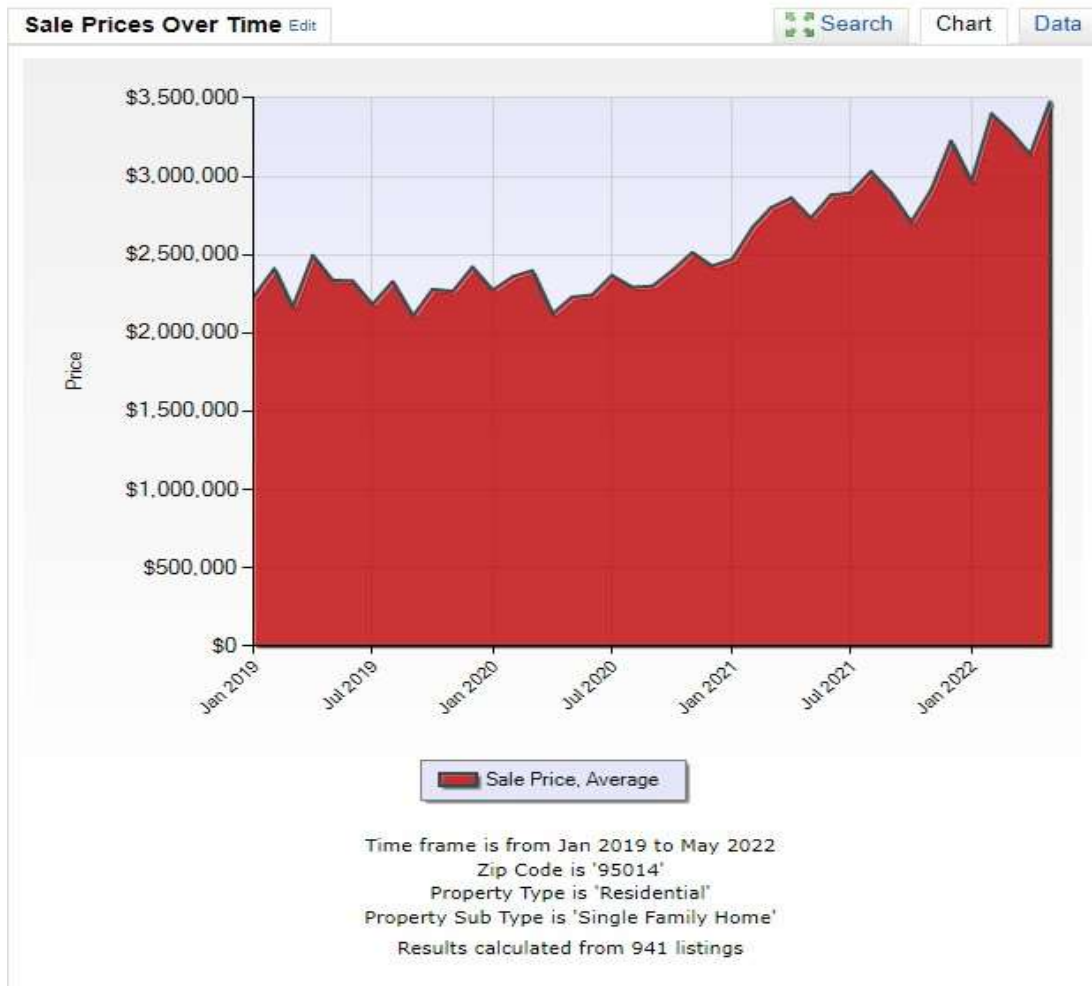 Sale Prices Over Time Edit
Search
Chart
Data
$3,500,000
$3,000,000
$2,500,000
$2,000,000
$1,500,000
$1,000,000
$500,000
$0
Price
Jan 2019
Jul 2019
Jan 2020
Jul 2020
Jan 2021
Jul 2021
Jan 2022
Sale Price, Average
Time frame is from Jan 2019 to May 2022
Zip Code is '95014'
Property Type is 'Residential'
Property Sub Type is 'Single Family Home'
Results calculated from 941 listings